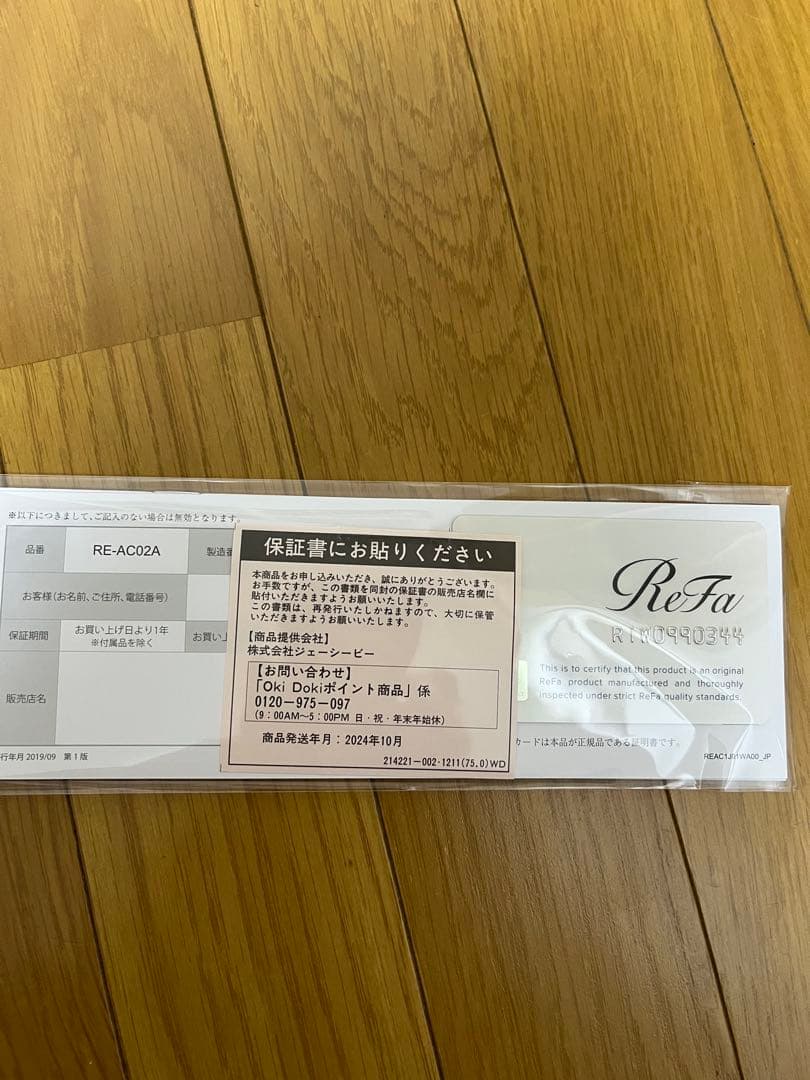 ※以下につきまして、ご記入のない場合は無効となります。
品番
RE-AC02A
製造番
お客様(お名前、ご住所、電話番号)
保証期間
お買い上げ日より1年
※付属品を除く
お買い上
販売店名
行年月 2019/09 第1版
保証書にお貼りください
本商品をお申し込みいただき、誠にありがとうございます。
お手数ですが、この書類を同封の保証書の販売店名欄に
貼付いただきますようお願いいたします。
この書類は、再発行いたしかねますので、大切に保管
いただきますようお願いいたします。
【商品提供会社】
株式会社ジェーシービー
【お問い合わせ】
「Oki Dokiポイント商品」係
0120-975-097
(9:00AM~5:00PM 日・祝・年末年始休)
商品発送年月:2024年10月
214221-002-1211(75.0)WD
ReFa
R1W0990344
This is to certify that this product is an original
ReFa product manufactured and thoroughly
inspected under strict ReFa quality standards.
カードは本品が正規品である証明書です。
REAC1J01WA00_JP